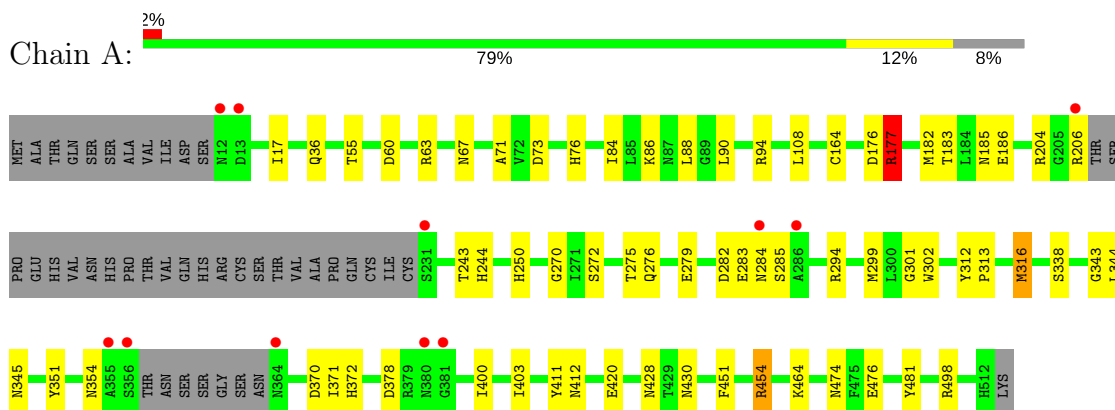 2%
Chain A:
79% 12% 8%
MET ALA THR GLN SER SER ALA VAL ILE ASP SER N12 D13 I17 Q36 T55 D60 R63 N67 A71 V72 D73 H76 I84 L85 K86 N87 L88 G89 L90 R94 L108 C164 D176 R177 M182 T183 L184 N185 E186 R204 G205 R206 THR SER
PRO GLU HIS VAL ASN HIS PRO THR VAL GLN HIS ARG CYS SER THR VAL ALA PRO GLN CYS ILE CYS S231 T243 H244 H250 G270 I271 S272 T275 Q276 E279 D282 E283 N284 S285 A286 R294 M299 L300 G301 W302 Y312 P313 M316 S338 G343 L344
N345 Y351 N354 A355 S356 THR ASN SER SER GLY SER ASN N364 D370 I371 H372 D378 R379 N380 G381 I400 I403 Y411 N412 E420 N428 T429 N430 F451 R454 K464 N474 F475 E476 Y481 R498 H512 LYS